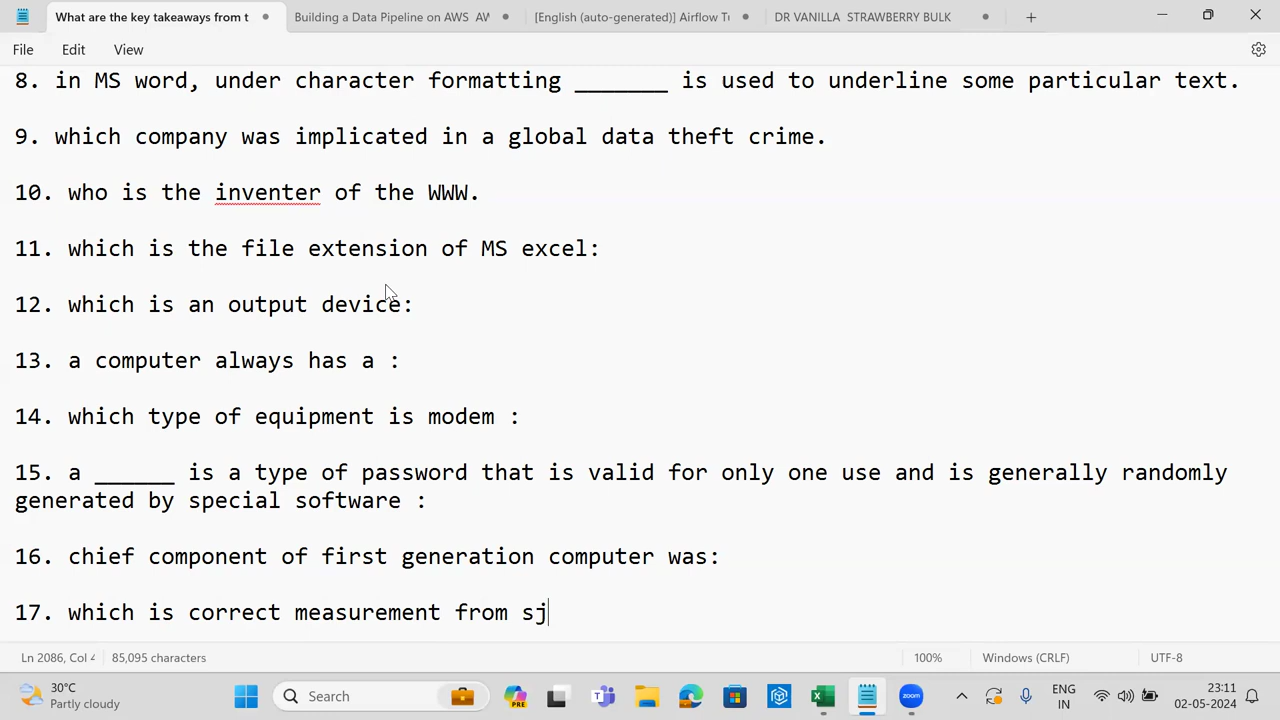 What are the key takeaways from t
Building a Data Pipeline on AWS AW
[English (auto-generated)] Airflow Tu
DR VANILLA STRAWBERRY BULK
File Edit View
8. in MS word, under character formatting _______ is used to underline some particular text.
9. which company was implicated in a global data theft crime.
10. who is the inventer of the WWW.
11. which is the file extension of MS excel:
12. which is an output device:
13. a computer always has a :
14. which type of equipment is modem :
15. a ______ is a type of password that is valid for only one use and is generally randomly
generated by special software :
16. chief component of first generation computer was:
17. which is correct measurement from sj
Ln 2086, Col 4 85,095 characters 100% Windows (CRLF) UTF-8
30°C
Partly cloudy
Search
PRE
zoom
ENG
IN
23:11
02-05-2024